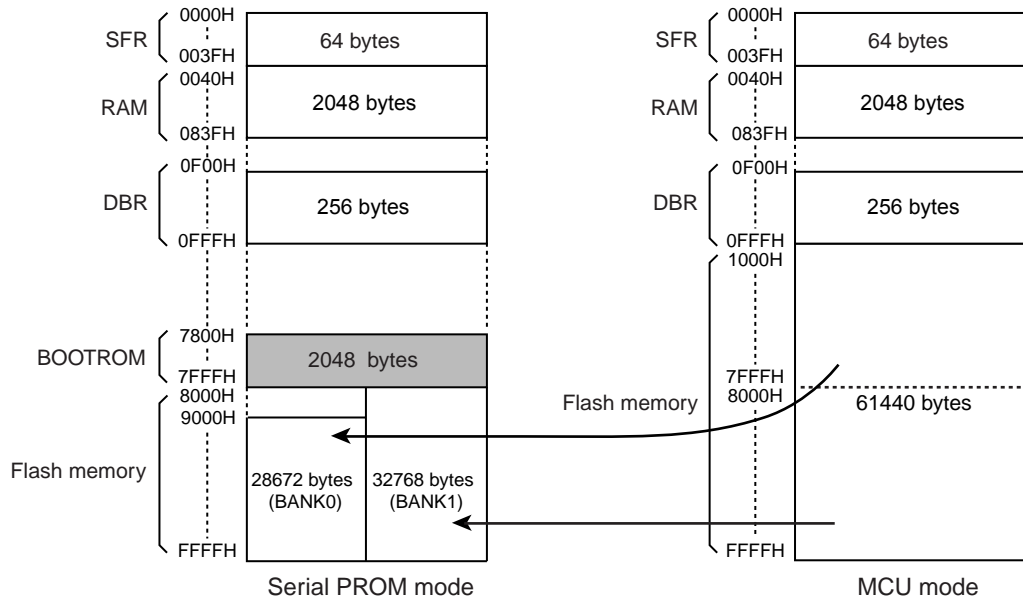 SFR
0000H
003FH
64 bytes
RAM
0040H
083FH
2048 bytes
DBR
0F00H
0FFFH
256 bytes
BOOTROM
7800H
7FFFH
2048 bytes
Flash memory
8000H
9000H
FFFFH
28672 bytes
(BANK0)
32768 bytes
(BANK1)
Serial PROM mode
SFR
0000H
003FH
64 bytes
RAM
0040H
083FH
2048 bytes
DBR
0F00H
0FFFH
256 bytes
Flash memory
1000H
7FFFH
8000H
FFFFH
61440 bytes
MCU mode